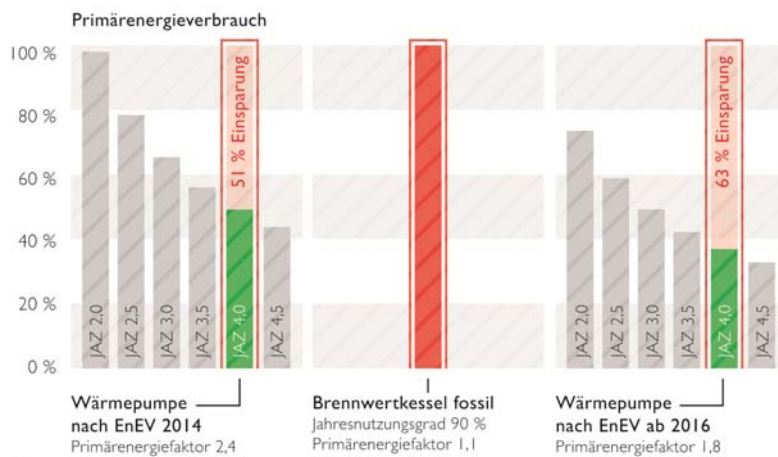 Primärenergieverbrauch
100 %
80 %
60 %
40 %
20 %
0 %
JAZ 2,0
JAZ 2,5
JAZ 3,0
JAZ 3,5
JAZ 4,0
51 % Einsparung
JAZ 4,5
Wärmepumpe
nach EnEV 2014
Primärenergiefaktor 2,4
Brennwertkessel fossil
Jahresnutzungsgrad 90 %
Primärenergiefaktor 1,1
JAZ 2,0
JAZ 2,5
JAZ 3,0
JAZ 3,5
JAZ 4,0
63 % Einsparung
JAZ 4,5
Wärmepumpe
nach EnEV ab 2016
Primärenergiefaktor 1,8